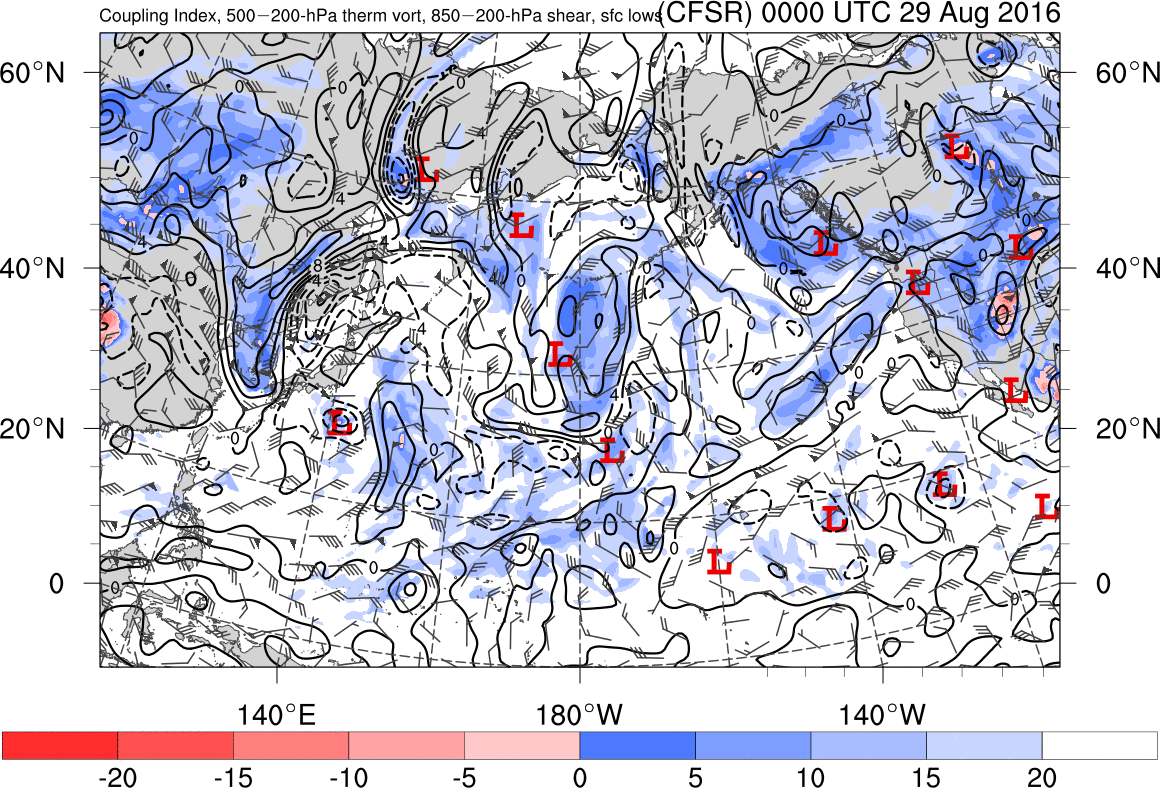 Coupling Index, 500−200-hPa therm vort, 850−200-hPa shear, sfc lows (CFSR) 0000 UTC 29 Aug 2016
60°N 60°N
L L
L
L L
40°N 40°N
L
L
L
20°N L 20°N
L
L
L L
L
0 0
140°E 180°W 140°W
-20 -15 -10 -5 0 5 10 15 20